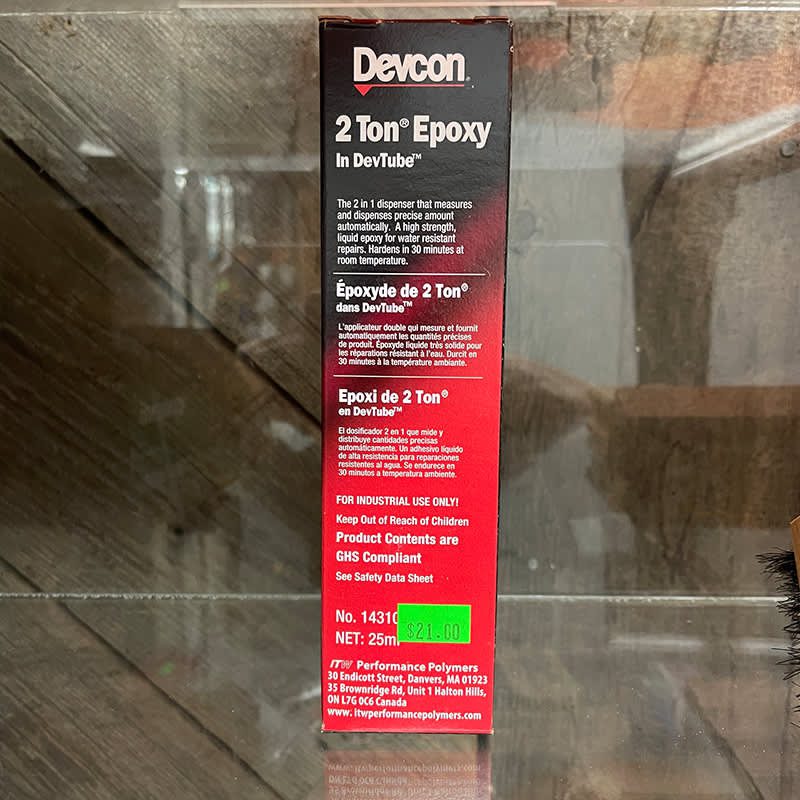 Devcon®
2 Ton® Epoxy
In DevTube™
The 2 in 1 dispenser that measures
and dispenses precise amount
automatically. A high strength,
liquid epoxy for water resistant
repairs. Hardens in 30 minutes at
room temperature.
Époxyde de 2 Ton®
dans DevTube™
L'applicateur double qui mesure et fournit
automatiquement les quantités précises
de produit. Époxyde liquide très solide pour
les réparations résistant à l'eau. Durcit en
30 minutes à la température ambiante.
Epoxi de 2 Ton®
en DevTube™
El dosificador 2 en 1 que mide y
distribuye cantidades precisas
automáticamente. Un adhesivo líquido
de alta resistencia para reparaciones
resistentes al agua. Se endurece en
30 minutos a temperatura ambiente.
FOR INDUSTRIAL USE ONLY!
Keep Out of Reach of Children
Product Contents are
GHS Compliant
See Safety Data Sheet
No. 14310
NET: 25ml
$21.00
ITW Performance Polymers
30 Endicott Street, Danvers, MA 01923
35 Brownridge Rd, Unit 1 Halton Hills,
ON L7G 0C6 Canada
www.itwperformancepolymers.com